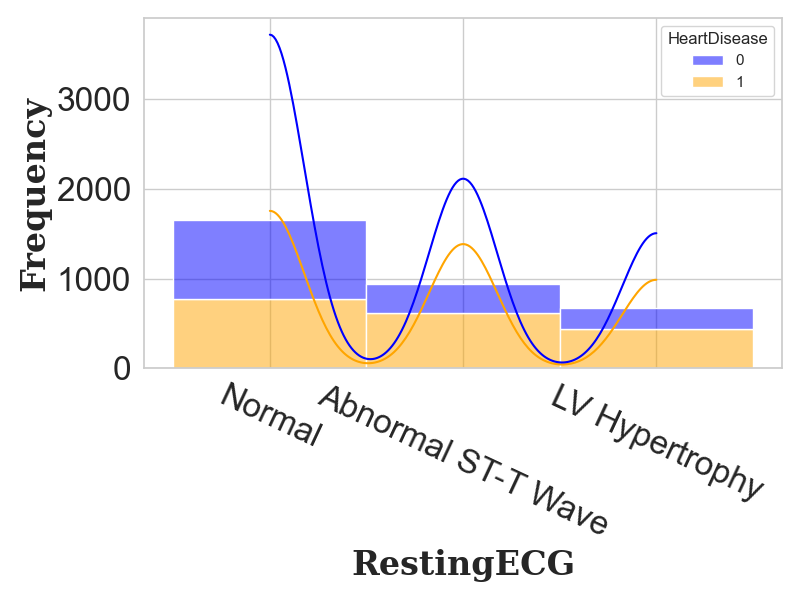 HeartDisease
0
1
3000
2000
1000
0
Frequency
Normal
Abnormal ST-T Wave
LV Hypertrophy
RestingECG